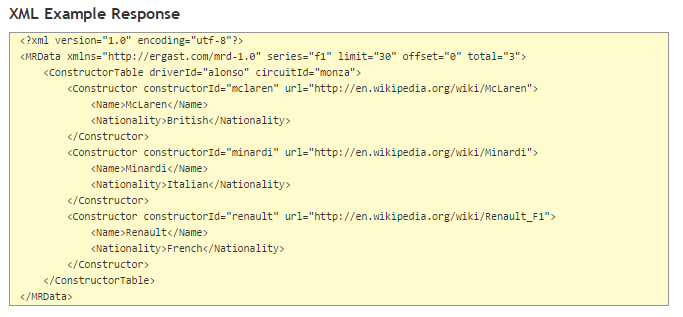 XML Example Response
<?xml version="1.0" encoding="utf-8"?>
<MRData xmlns="http://ergast.com/mrd-1.0" series="f1" limit="30" offset="0" total="3">
    <ConstructorTable driverId="alonso" circuitId="monza">
        <Constructor constructorId="mclaren" url="http://en.wikipedia.org/wiki/McLaren">
            <Name>McLaren</Name>
            <Nationality>British</Nationality>
        </Constructor>
        <Constructor constructorId="minardi" url="http://en.wikipedia.org/wiki/Minardi">
            <Name>Minardi</Name>
            <Nationality>Italian</Nationality>
        </Constructor>
        <Constructor constructorId="renault" url="http://en.wikipedia.org/wiki/Renault_F1">
            <Name>Renault</Name>
            <Nationality>French</Nationality>
        </Constructor>
    </ConstructorTable>
</MRData>